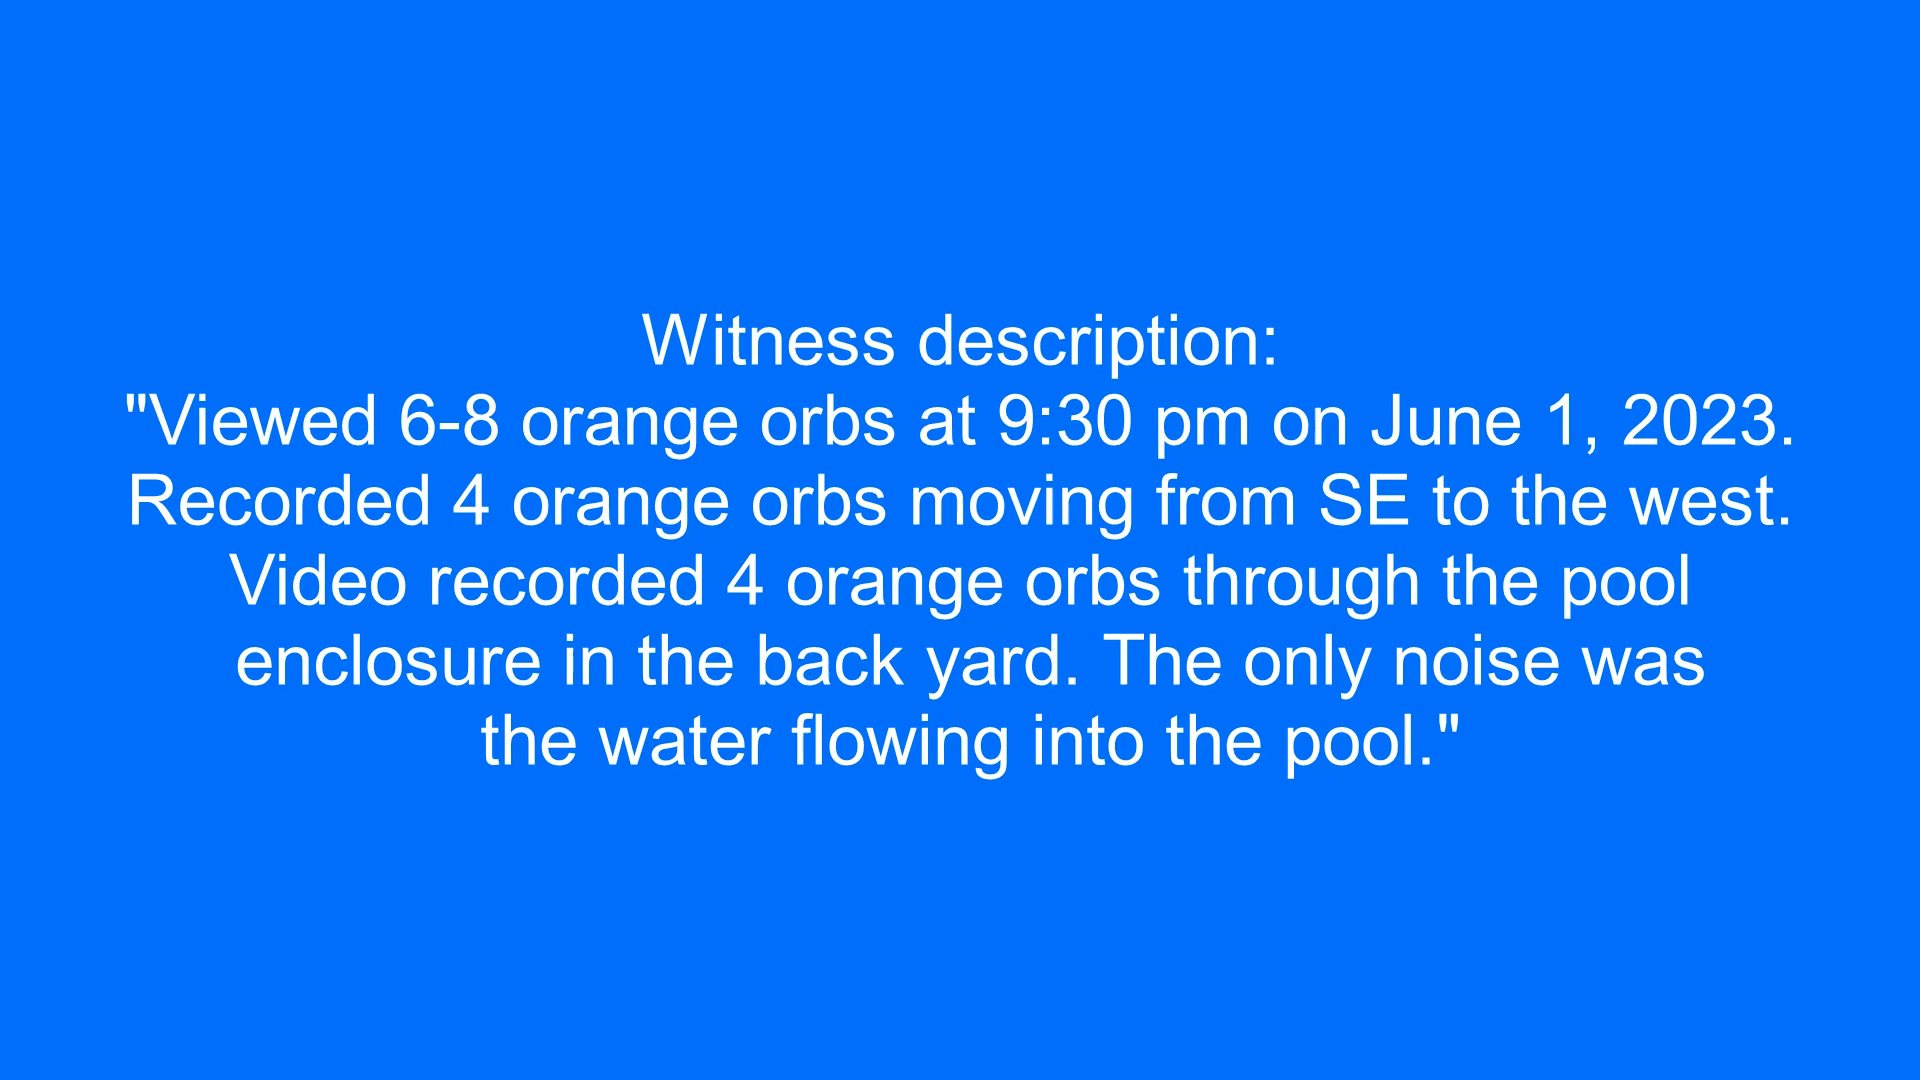 Witness description:
"Viewed 6-8 orange orbs at 9:30 pm on June 1, 2023.
Recorded 4 orange orbs moving from SE to the west.
Video recorded 4 orange orbs through the pool
enclosure in the back yard. The only noise was
the water flowing into the pool."